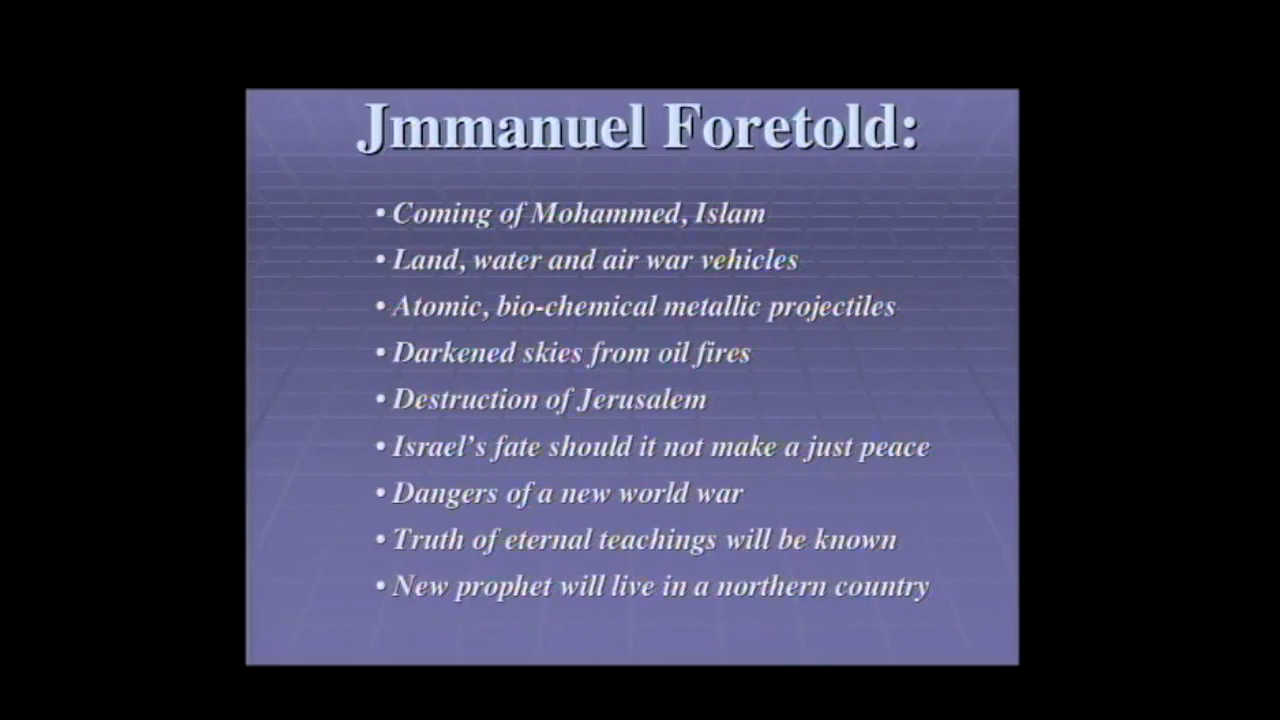 Jmmanuel Foretold:
• Coming of Mohammed, Islam
• Land, water and air war vehicles
• Atomic, bio-chemical metallic projectiles
• Darkened skies from oil fires
• Destruction of Jerusalem
• Israel's fate should it not make a just peace
• Dangers of a new world war
• Truth of eternal teachings will be known
• New prophet will live in a northern country